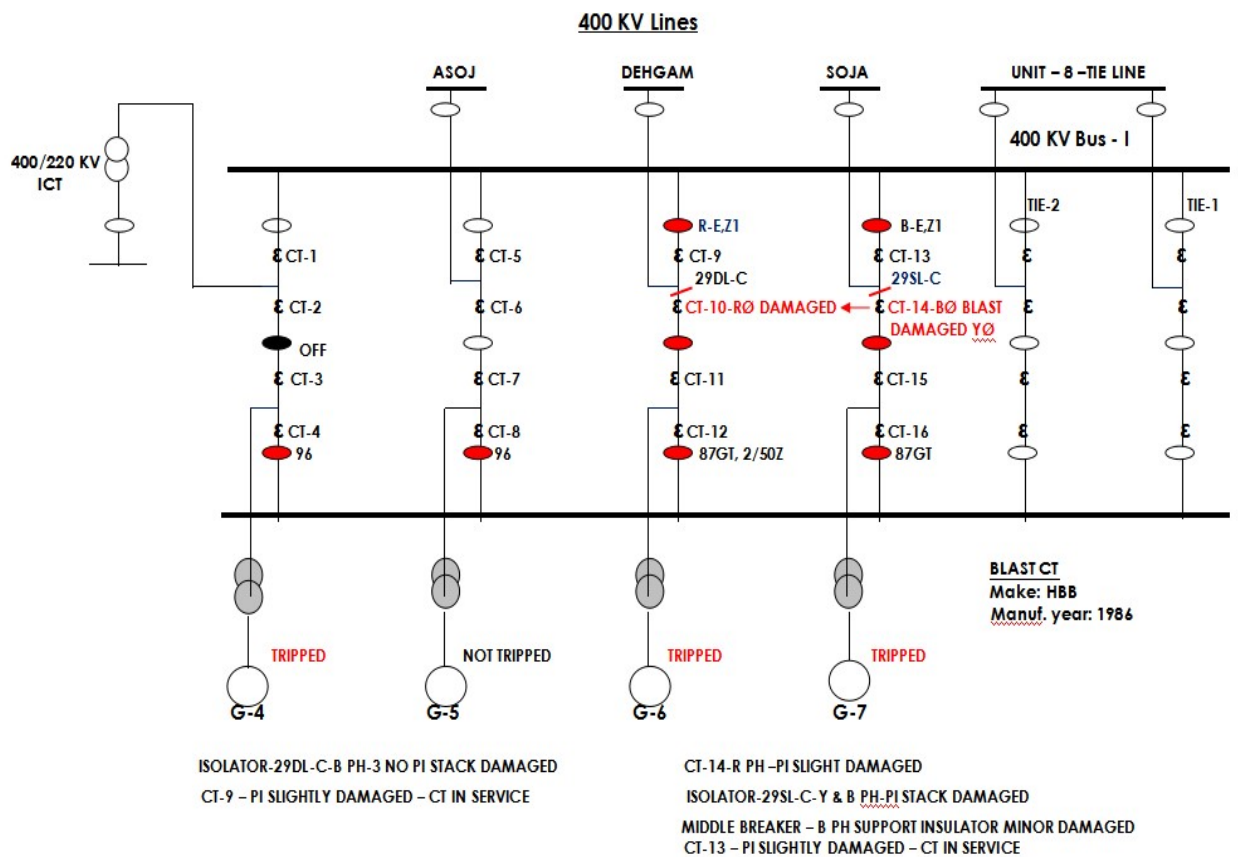 400 KV Lines
ASOJ
DEHGAM
SOJA
UNIT – 8 –TIE LINE
400 KV Bus - I
400/220 KV
ICT
TIE-2
TIE-1
R-E,Z1
B-E,Z1
CT-1
CT-5
CT-9
CT-13
29DL-C
29SL-C
CT-2
CT-6
CT-10-RØ DAMAGED
CT-14-BØ BLAST
DAMAGED YØ
OFF
CT-3
CT-7
CT-11
CT-15
CT-4
CT-8
CT-12
CT-16
96
96
87GT, 2/50Z
87GT
BLAST CT
Make: HBB
Manuf. year: 1986
TRIPPED
NOT TRIPPED
TRIPPED
TRIPPED
G-4
G-5
G-6
G-7
ISOLATOR-29DL-C-B PH-3 NO PI STACK DAMAGED
CT-9 – PI SLIGHTLY DAMAGED – CT IN SERVICE
CT-14-R PH –PI SLIGHT DAMAGED
ISOLATOR-29SL-C-Y & B PH-PI STACK DAMAGED
MIDDLE BREAKER – B PH SUPPORT INSULATOR MINOR DAMAGED
CT-13 – PI SLIGHTLY DAMAGED – CT IN SERVICE